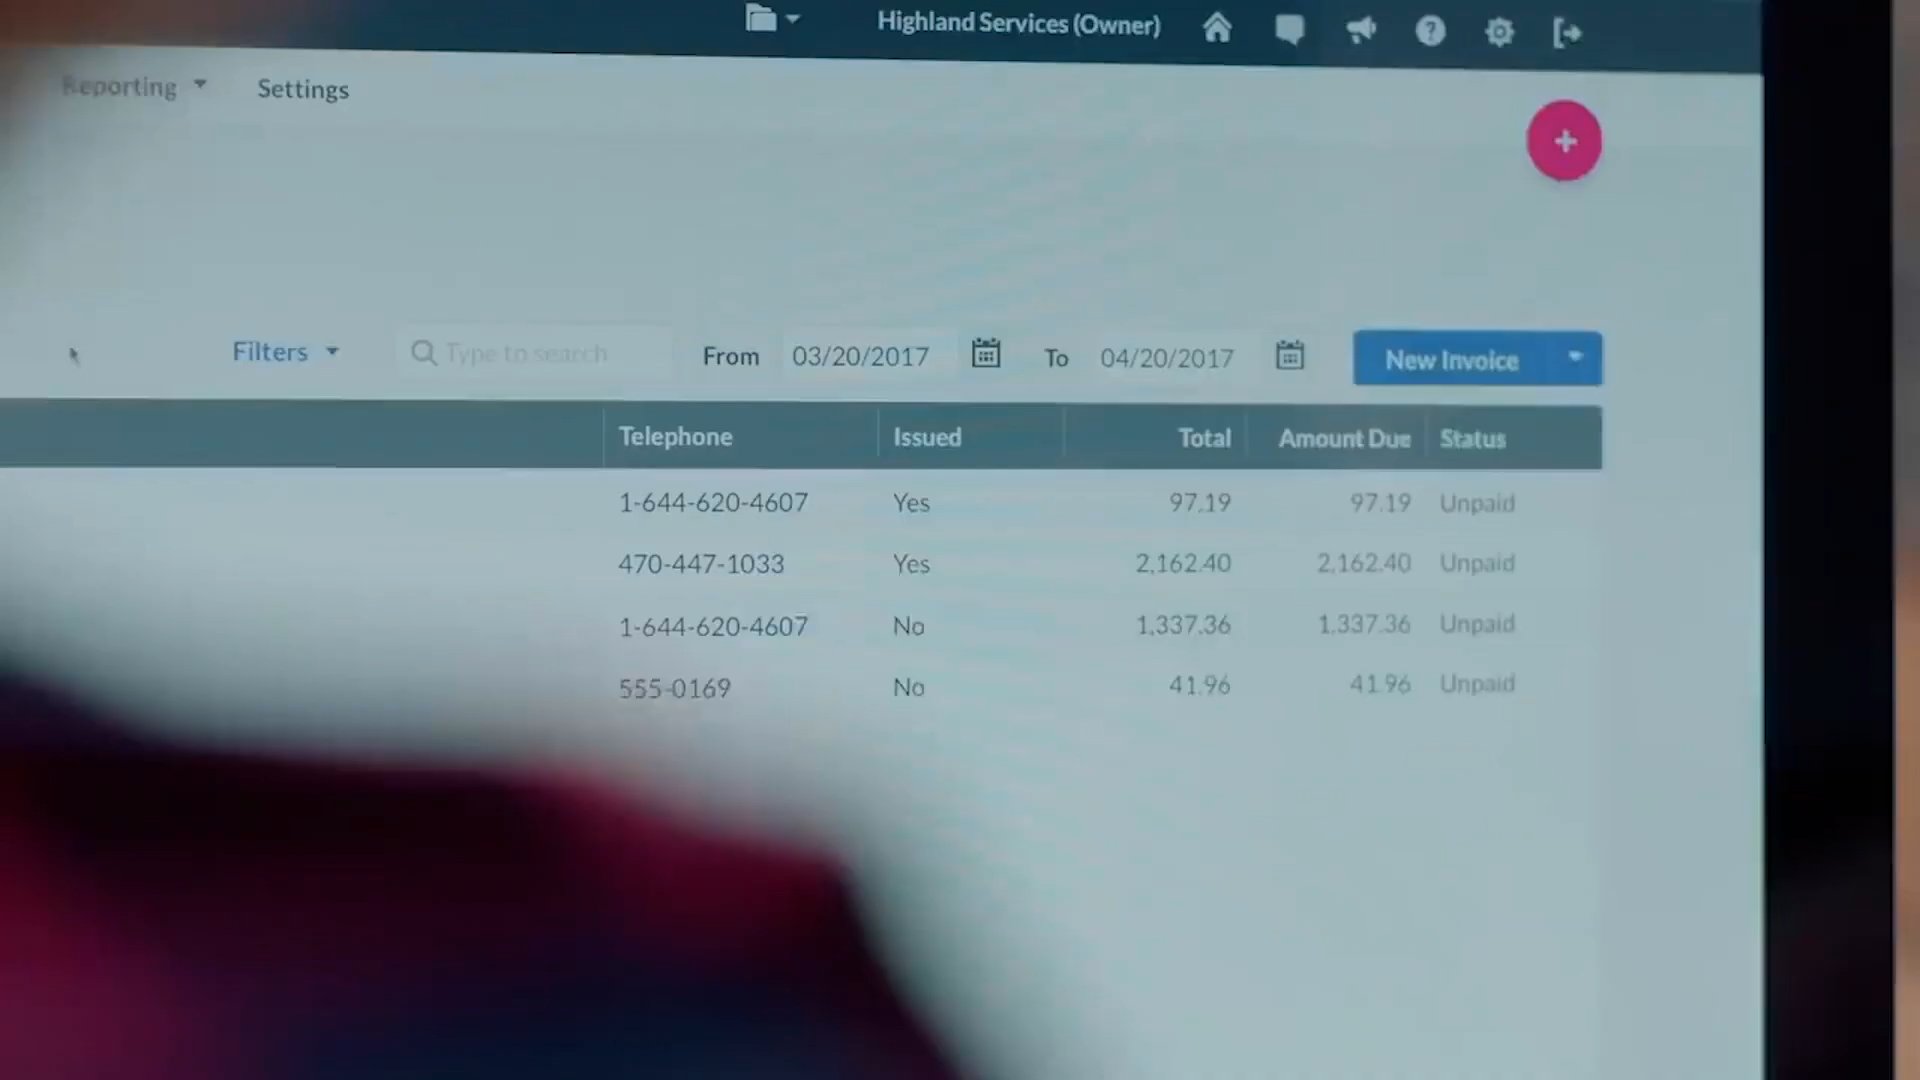 Highland Services (Owner)
Reporting Settings
+
Filters Type to search From 03/20/2017 To 04/20/2017 New Invoice
Telephone Issued Total Amount Due Status
1-644-620-4607 Yes 97.19 97.19 Unpaid
470-447-1033 Yes 2,162.40 2,162.40 Unpaid
1-644-620-4607 No 1,337.36 1,337.36 Unpaid
555-0169 No 41.96 41.96 Unpaid